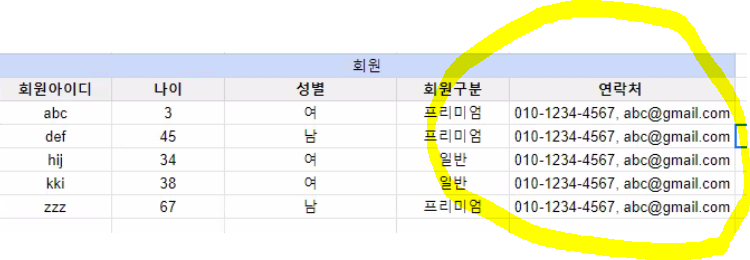 회원
회원아이디 나이 성별 회원구분 연락처
abc 3 여 프리미엄 010-1234-4567, abc@gmail.com
def 45 남 프리미엄 010-1234-4567, abc@gmail.com
hij 34 여 일반 010-1234-4567, abc@gmail.com
kki 38 여 일반 010-1234-4567, abc@gmail.com
zzz 67 남 프리미엄 010-1234-4567, abc@gmail.com